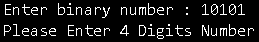 Enter binary number : 10101
Please Enter 4 Digits Number